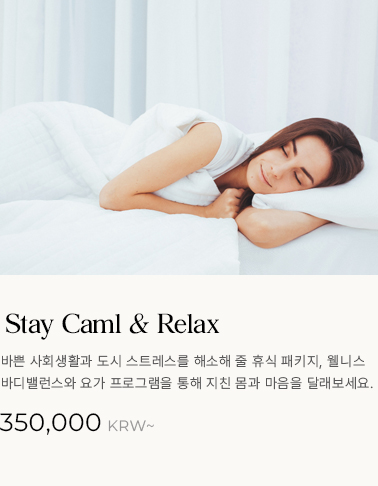 Stay Caml & Relax
바쁜 사회생활과 도시 스트레스를 해소해 줄 휴식 패키지, 웰니스
바디밸런스와 요가 프로그램을 통해 지친 몸과 마음을 달래보세요.
350,000 KRW~